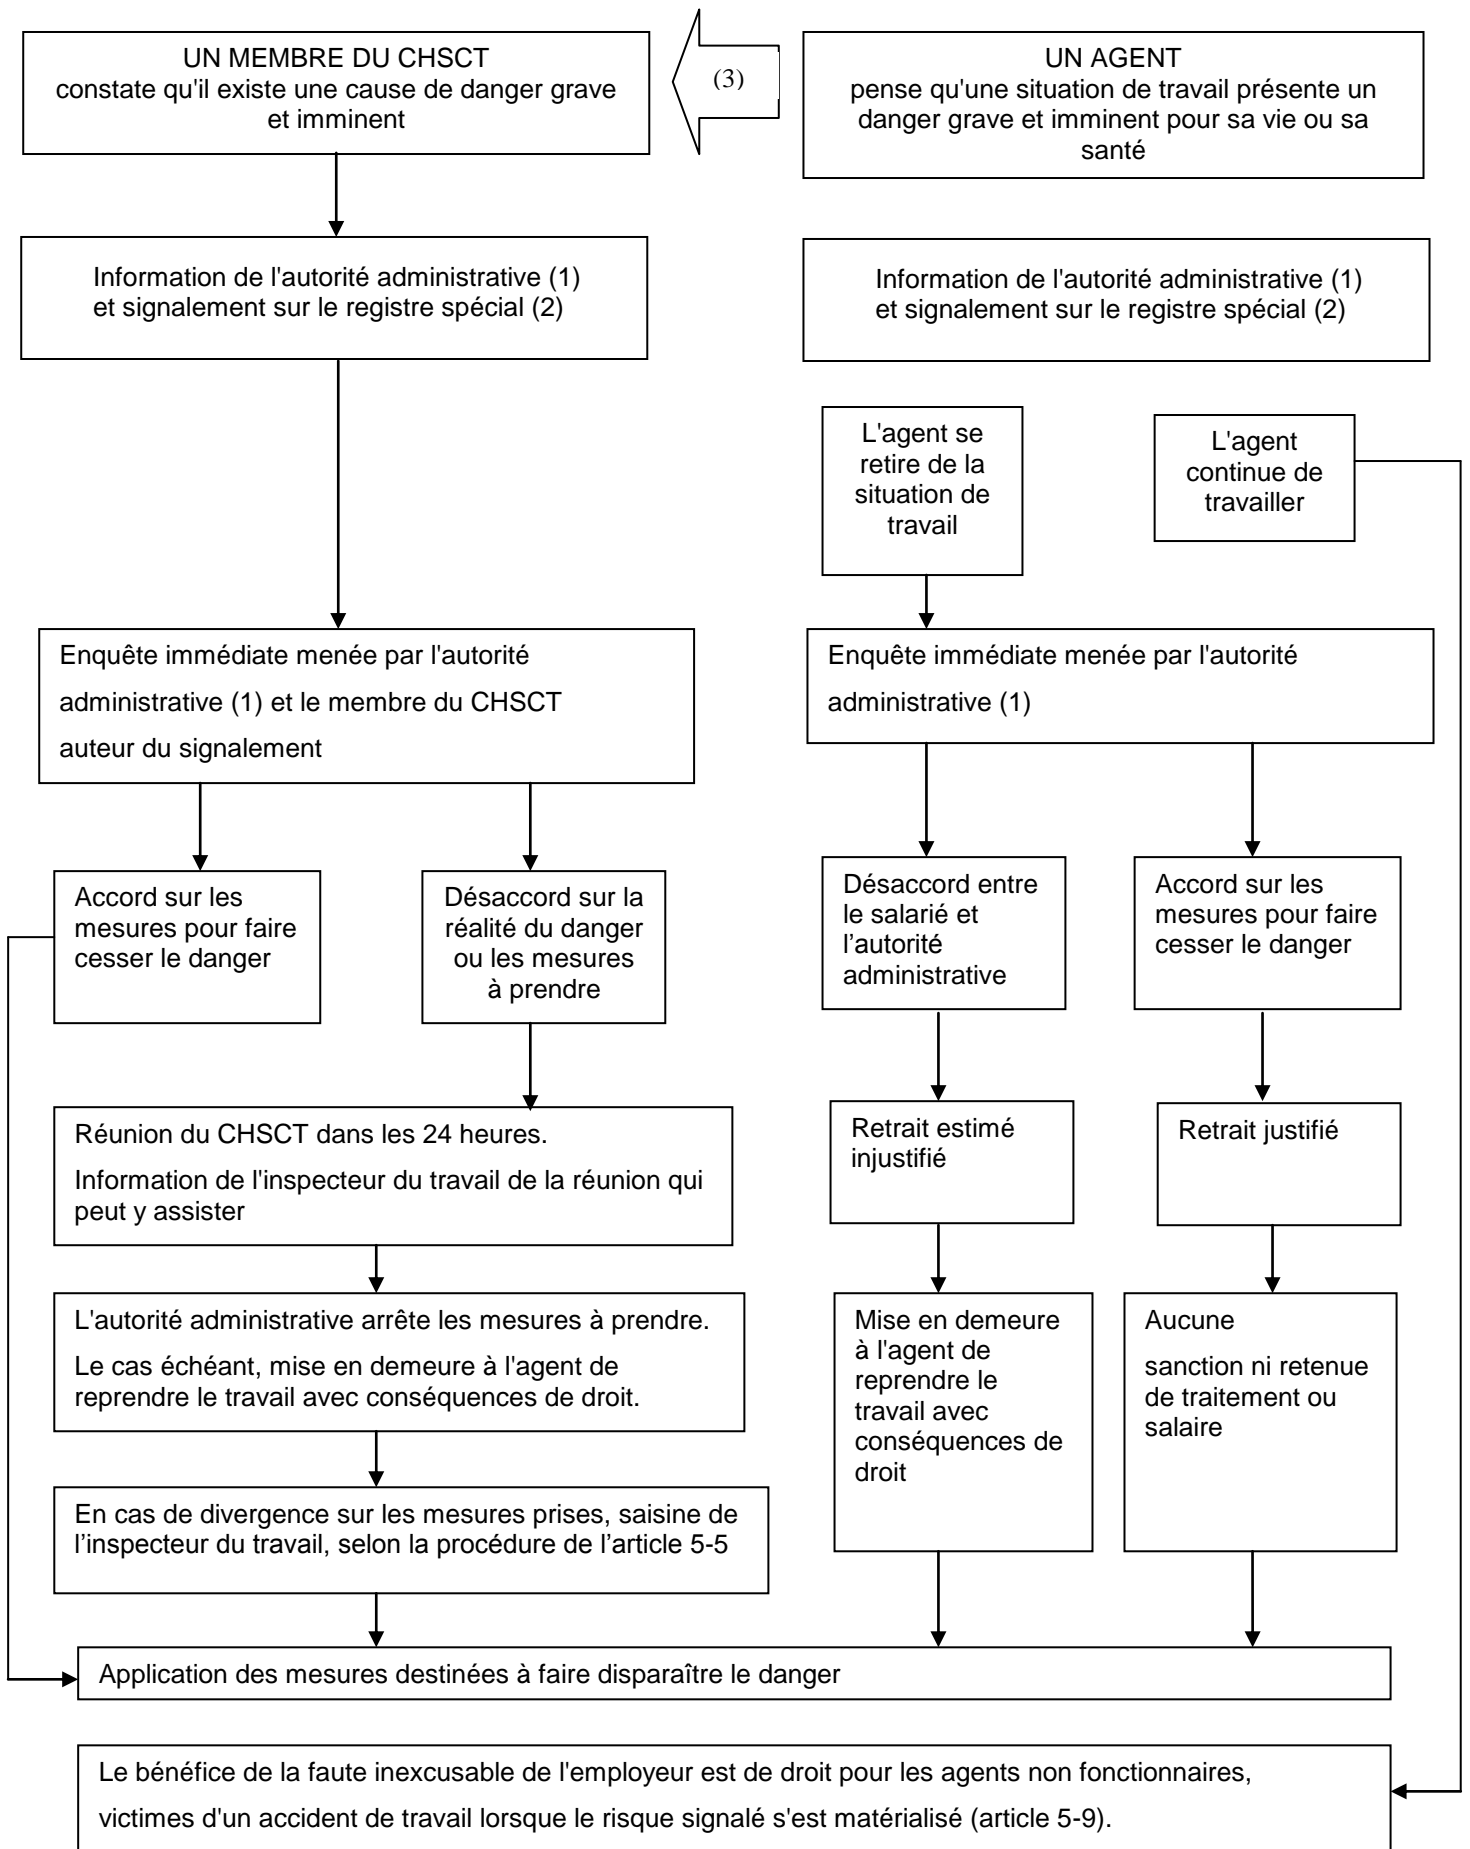 UN MEMBRE DU CHSCT
constate qu'il existe une cause de danger grave
et imminent
(3)
UN AGENT
pense qu'une situation de travail présente un
danger grave et imminent pour sa vie ou sa
santé
Information de l'autorité administrative (1)
et signalement sur le registre spécial (2)
Information de l'autorité administrative (1)
et signalement sur le registre spécial (2)
L'agent se
retire de la
situation de
travail
L'agent
continue de
travailler
Enquête immédiate menée par l'autorité
administrative (1) et le membre du CHSCT
auteur du signalement
Enquête immédiate menée par l'autorité
administrative (1)
Accord sur les
mesures pour faire
cesser le danger
Désaccord sur la
réalité du danger
ou les mesures
à prendre
Désaccord entre
le salarié et
l’autorité
administrative
Accord sur les
mesures pour faire
cesser le danger
Réunion du CHSCT dans les 24 heures.
Information de l'inspecteur du travail de la réunion qui
peut y assister
Retrait estimé
injustifié
Retrait justifié
L'autorité administrative arrête les mesures à prendre.
Le cas échéant, mise en demeure à l'agent de
reprendre le travail avec conséquences de droit.
Mise en demeure
à l'agent de
reprendre le
travail avec
conséquences de
droit
Aucune
sanction ni retenue
de traitement ou
salaire
En cas de divergence sur les mesures prises, saisine de
l’inspecteur du travail, selon la procédure de l’article 5-5
Application des mesures destinées à faire disparaître le danger
Le bénéfice de la faute inexcusable de l'employeur est de droit pour les agents non fonctionnaires,
victimes d'un accident de travail lorsque le risque signalé s'est matérialisé (article 5-9).